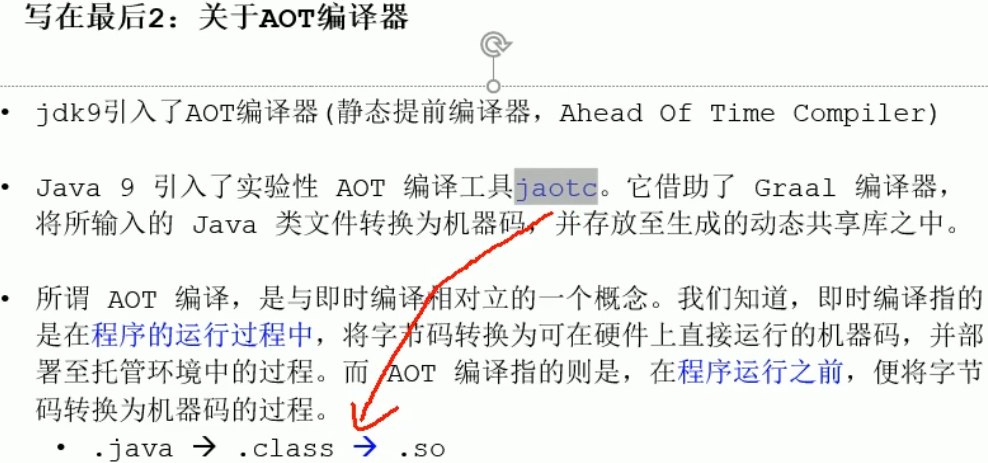 写在最后2：关于AOT编译器
• jdk9引入了AOT编译器(静态提前编译器，Ahead Of Time Compiler)
• Java 9 引入了实验性 AOT 编译工具jaotc。它借助了 Graal 编译器，
将所输入的 Java 类文件转换为机器码，并存放至生成的动态共享库之中。
• 所谓 AOT 编译，是与即时编译相对立的一个概念。我们知道，即时编译指的
是在程序的运行过程中，将字节码转换为可在硬件上直接运行的机器码，并部
署至托管环境中的过程。而 AOT 编译指的则是，在程序运行之前，便将字节
码转换为机器码的过程。
• .java → .class → .so